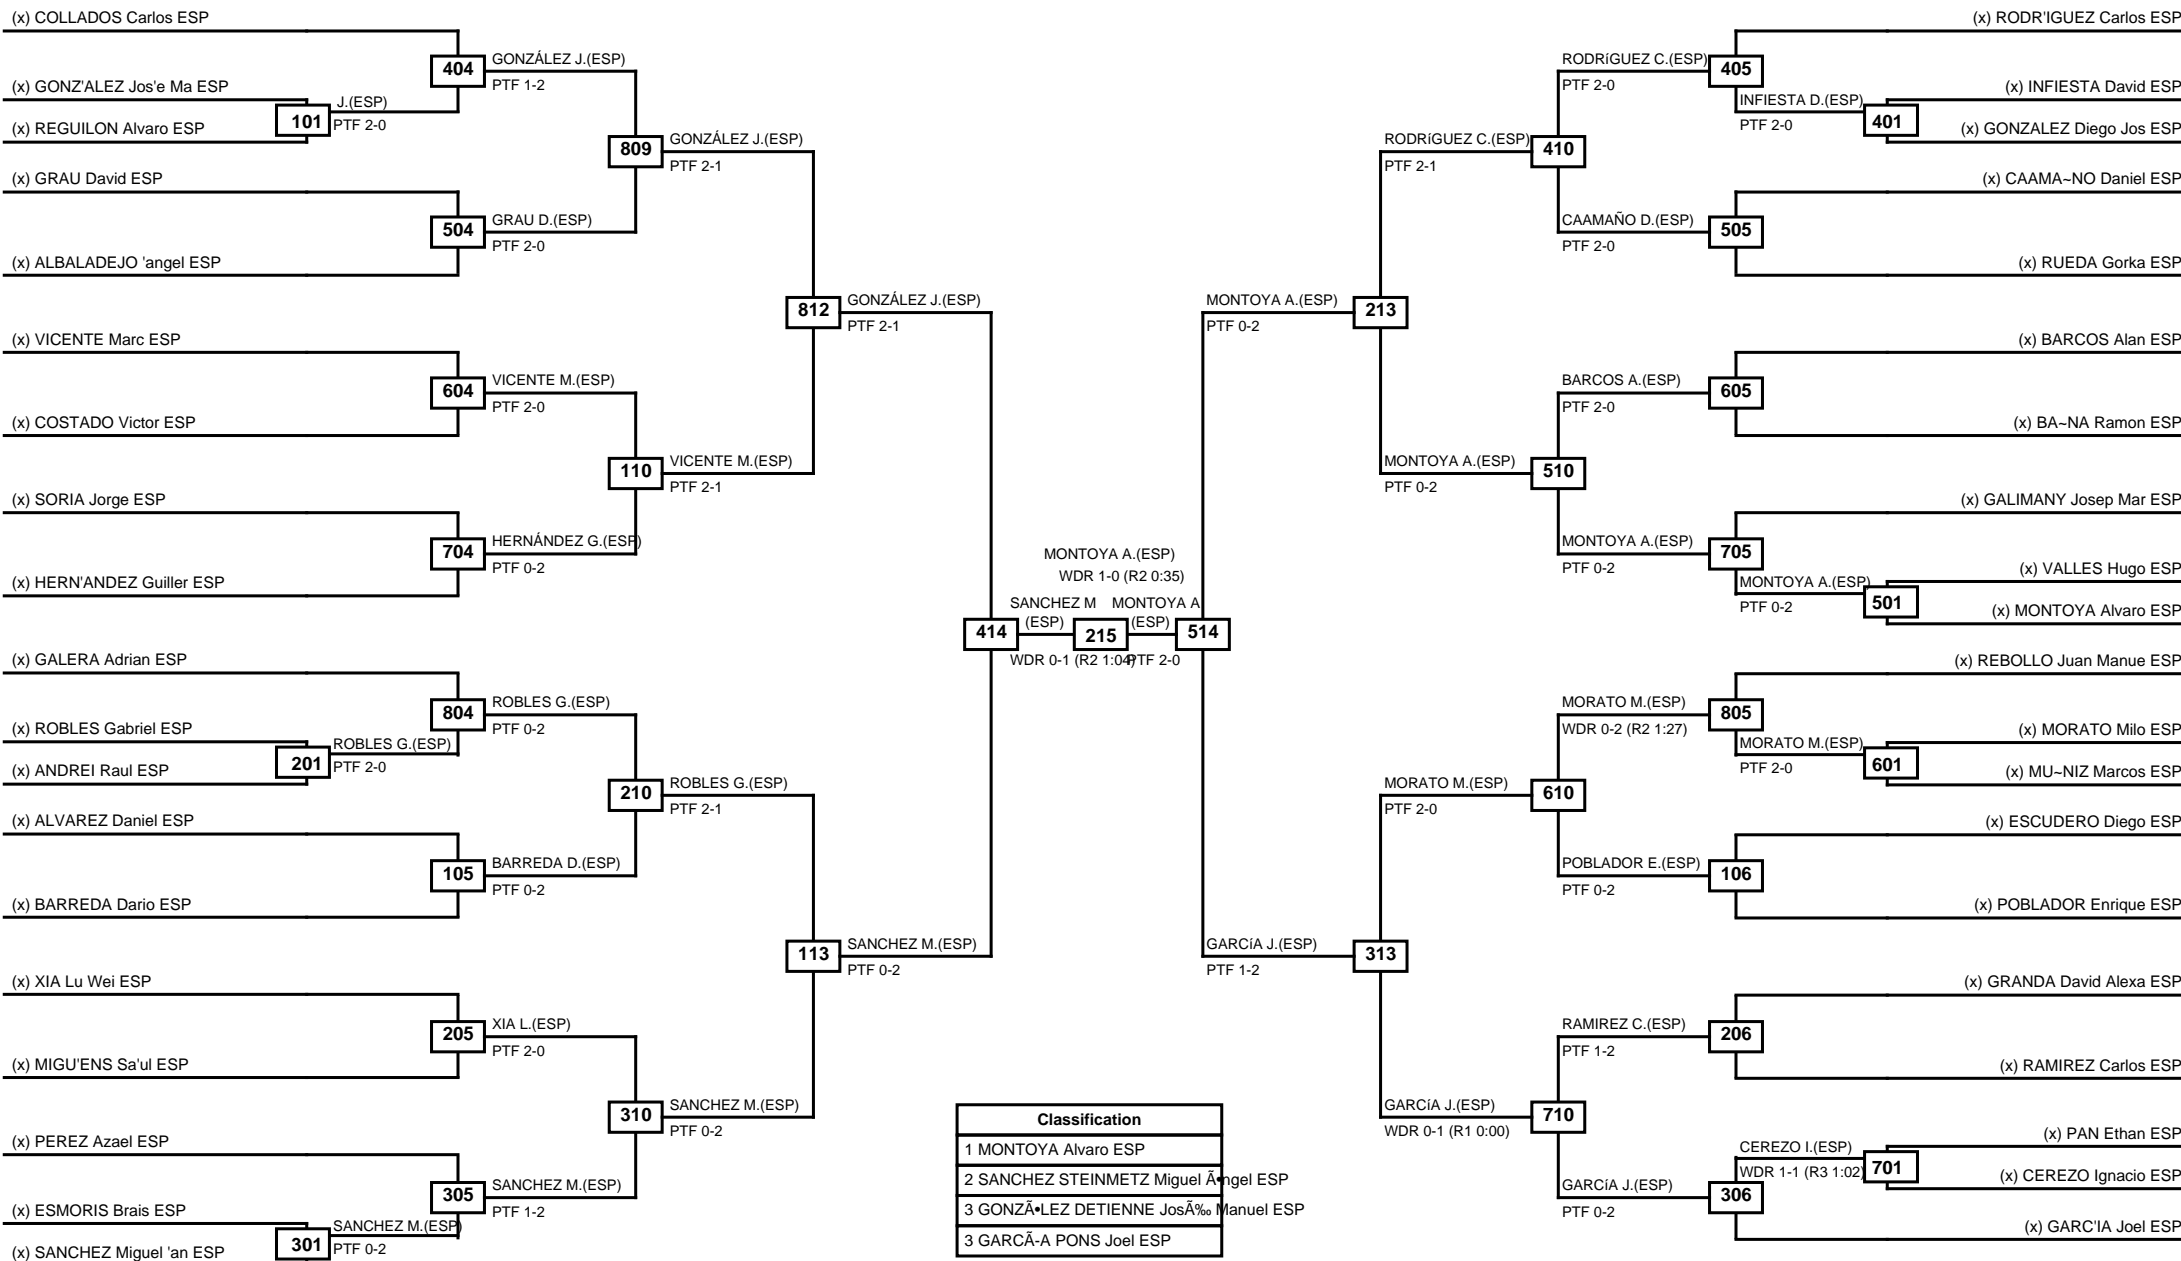 (x) COLLADOS Carlos ESP
(x) GONZ'ALEZ Jos'e Ma ESP
(x) REGUILON Alvaro ESP
(x) GRAU David ESP
(x) ALBALADEJO 'angel ESP
(x) VICENTE Marc ESP
(x) COSTADO Victor ESP
(x) SORIA Jorge ESP
(x) HERN'ANDEZ Guiller ESP
(x) GALERA Adrian ESP
(x) ROBLES Gabriel ESP
(x) ANDREI Raul ESP
(x) ALVAREZ Daniel ESP
(x) BARREDA Dario ESP
(x) XIA Lu Wei ESP
(x) MIGU'ENS Sa'ul ESP
(x) PEREZ Azael ESP
(x) ESMORIS Brais ESP
(x) SANCHEZ Miguel 'an ESP
101
J.(ESP)
PTF 2-0
201
ROBLES G.(ESP)
PTF 2-0
301
SANCHEZ M.(ESP)
PTF 0-2
404
GONZÁLEZ J.(ESP)
PTF 1-2
504
GRAU D.(ESP)
PTF 2-0
604
VICENTE M.(ESP)
PTF 2-0
704
HERNÁNDEZ G.(ESP)
PTF 0-2
804
ROBLES G.(ESP)
PTF 0-2
105
BARREDA D.(ESP)
PTF 0-2
205
XIA L.(ESP)
PTF 2-0
305
SANCHEZ M.(ESP)
PTF 1-2
809
GONZÁLEZ J.(ESP)
PTF 2-1
110
VICENTE M.(ESP)
PTF 2-1
210
ROBLES G.(ESP)
PTF 2-1
310
SANCHEZ M.(ESP)
PTF 0-2
812
GONZÁLEZ J.(ESP)
PTF 2-1
113
SANCHEZ M.(ESP)
PTF 0-2
414
SANCHEZ M
(ESP)
WDR 0-1 (R2 1:04)
MONTOYA A.(ESP)
WDR 1-0 (R2 0:35)
215
MONTOYA A
(ESP)
PTF 2-0
514
MONTOYA A.(ESP)
PTF 0-2
213
GARCíA J.(ESP)
PTF 1-2
313
RODRíGUEZ C.(ESP)
PTF 2-1
410
MONTOYA A.(ESP)
PTF 0-2
510
MORATO M.(ESP)
PTF 2-0
610
GARCíA J.(ESP)
WDR 0-1 (R1 0:00)
710
RODRíGUEZ C.(ESP)
PTF 2-0
405
CAAMAÑO D.(ESP)
PTF 2-0
505
BARCOS A.(ESP)
PTF 2-0
605
MONTOYA A.(ESP)
PTF 0-2
705
MORATO M.(ESP)
WDR 0-2 (R2 1:27)
805
POBLADOR E.(ESP)
PTF 0-2
106
RAMIREZ C.(ESP)
PTF 1-2
206
GARCíA J.(ESP)
PTF 0-2
306
INFIESTA D.(ESP)
PTF 2-0
401
MONTOYA A.(ESP)
PTF 0-2
501
MORATO M.(ESP)
PTF 2-0
601
CEREZO I.(ESP)
WDR 1-1 (R3 1:02)
701
(x) RODR'IGUEZ Carlos ESP
(x) INFIESTA David ESP
(x) GONZALEZ Diego Jos ESP
(x) CAAMA~NO Daniel ESP
(x) RUEDA Gorka ESP
(x) BARCOS Alan ESP
(x) BA~NA Ramon ESP
(x) GALIMANY Josep Mar ESP
(x) VALLES Hugo ESP
(x) MONTOYA Alvaro ESP
(x) REBOLLO Juan Manue ESP
(x) MORATO Milo ESP
(x) MU~NIZ Marcos ESP
(x) ESCUDERO Diego ESP
(x) POBLADOR Enrique ESP
(x) GRANDA David Alexa ESP
(x) RAMIREZ Carlos ESP
(x) PAN Ethan ESP
(x) CEREZO Ignacio ESP
(x) GARC'IA Joel ESP
Classification
1 MONTOYA Alvaro ESP
2 SANCHEZ STEINMETZ Miguel Ã•ngel ESP
3 GONZÃ•LEZ DETIENNE JosÃ‰ Manuel ESP
3 GARCÃ-A PONS Joel ESP